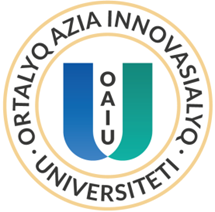 ORTALYQ AZIA INNOVASIALYQ
OAIU
· UNIVERSITETI ·